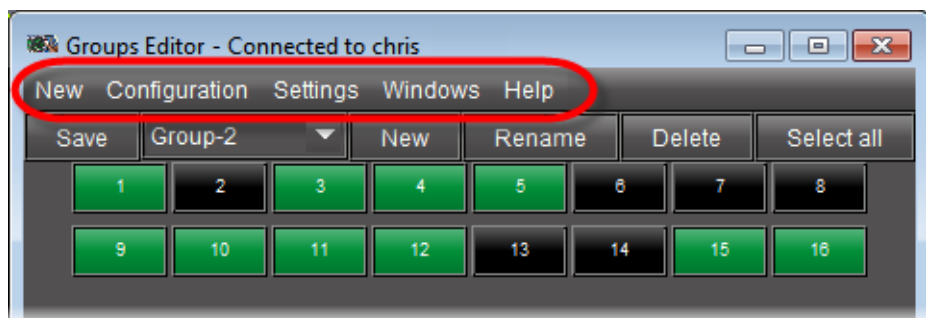 Groups Editor - Connected to chris
New Configuration Settings Windows Help
Save Group-2 New Rename Delete Select all
1 2 3 4 5 6 7 8
9 10 11 12 13 14 15 16